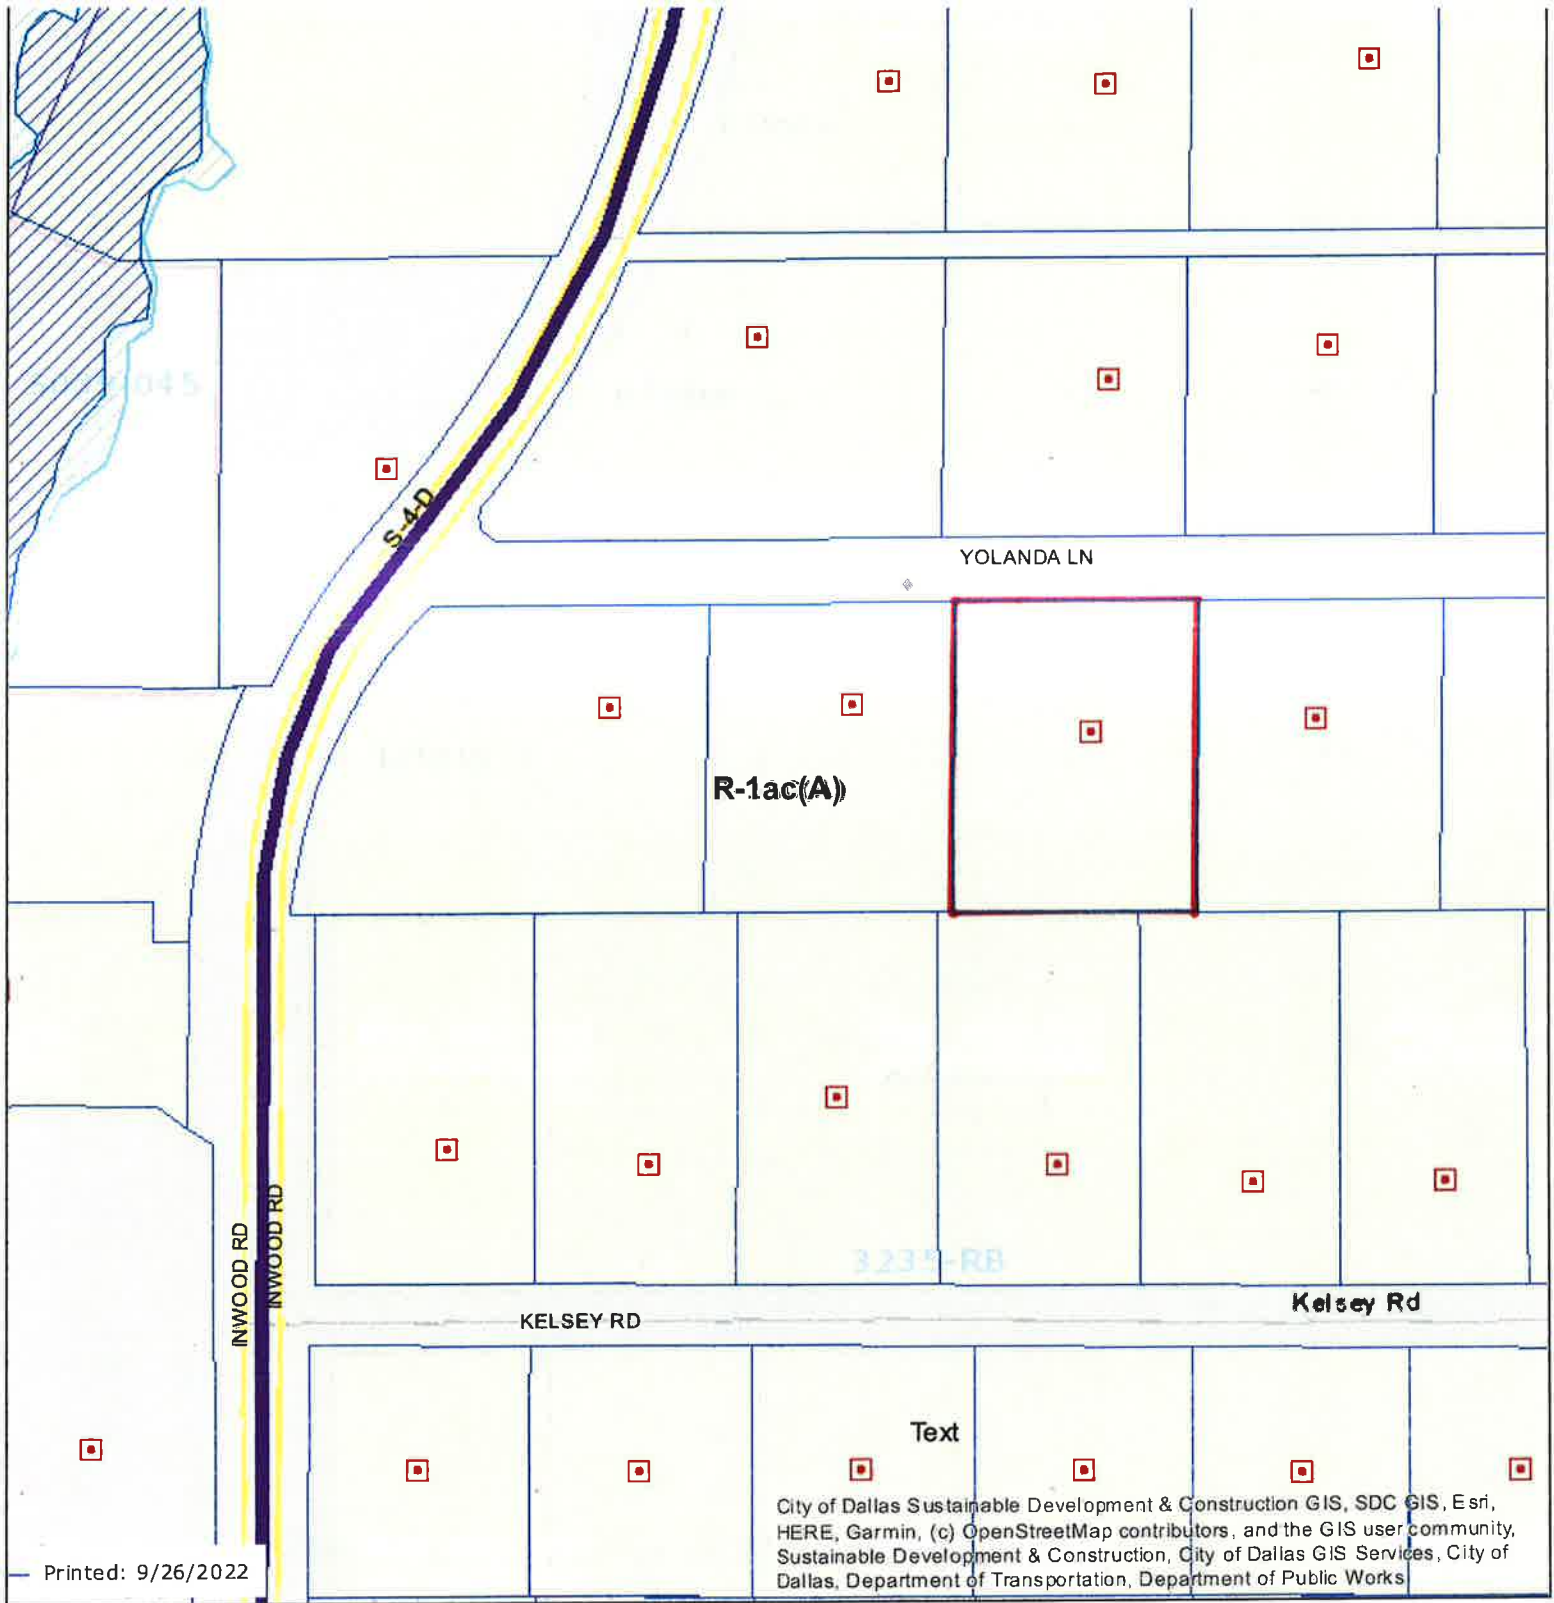 S-4-D
YOLANDA LN
R-1ac(A)
INWOOD RD
INWOOD RD
3235-RB
Kelsey Rd
KELSEY RD
Text
City of Dallas Sustainable Development & Construction GIS, SDC GIS, Esri,
HERE, Garmin, (c) OpenStreetMap contributors, and the GIS user community,
Sustainable Development & Construction, City of Dallas GIS Services, City of
Dallas, Department of Transportation, Department of Public Works
Printed: 9/26/2022